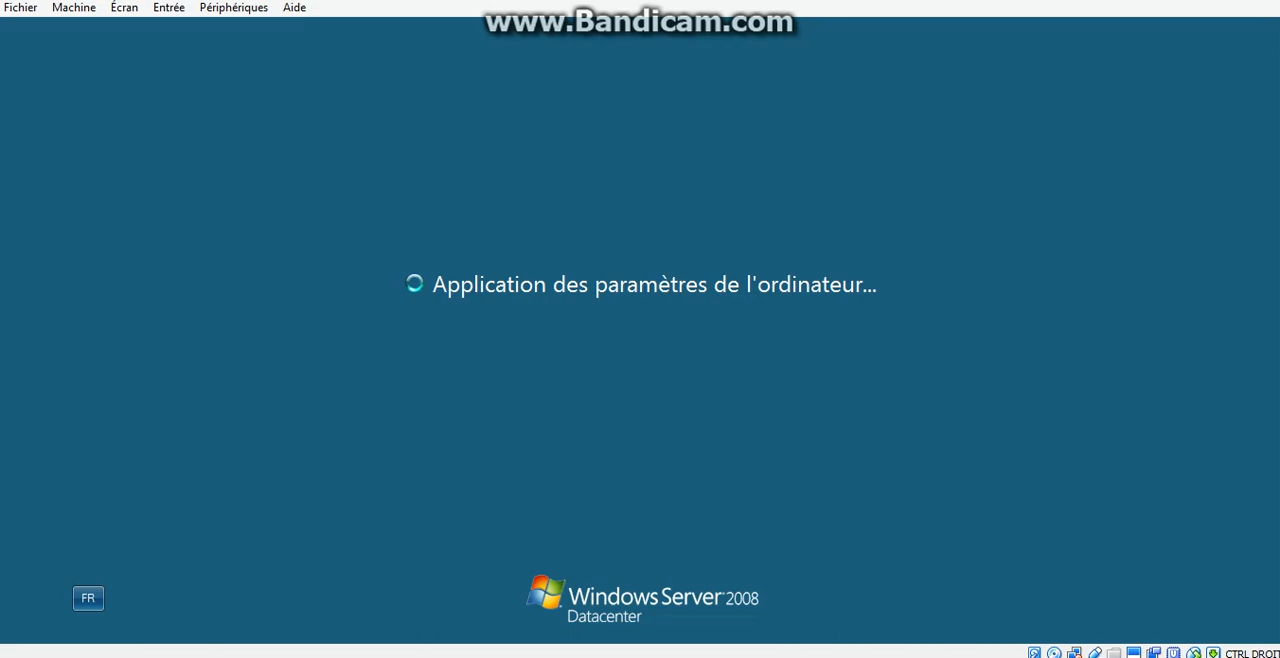 Fichier Machine Écran Entrée Périphériques Aide
www.Bandicam.com
Application des paramètres de l'ordinateur...
FR
Windows Server 2008
Datacenter
CTRL DROIT